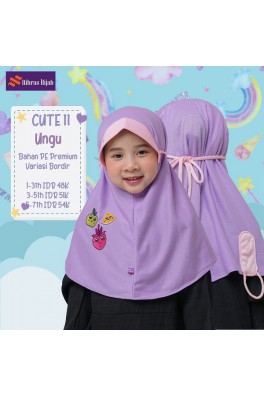 Nibras Hijab
CUTE 11
Ungu
Bahan PE Premium
Variasi Bordir
1-3th IDR 48K
3-5th IDR 51K
5-7th IDR 54K